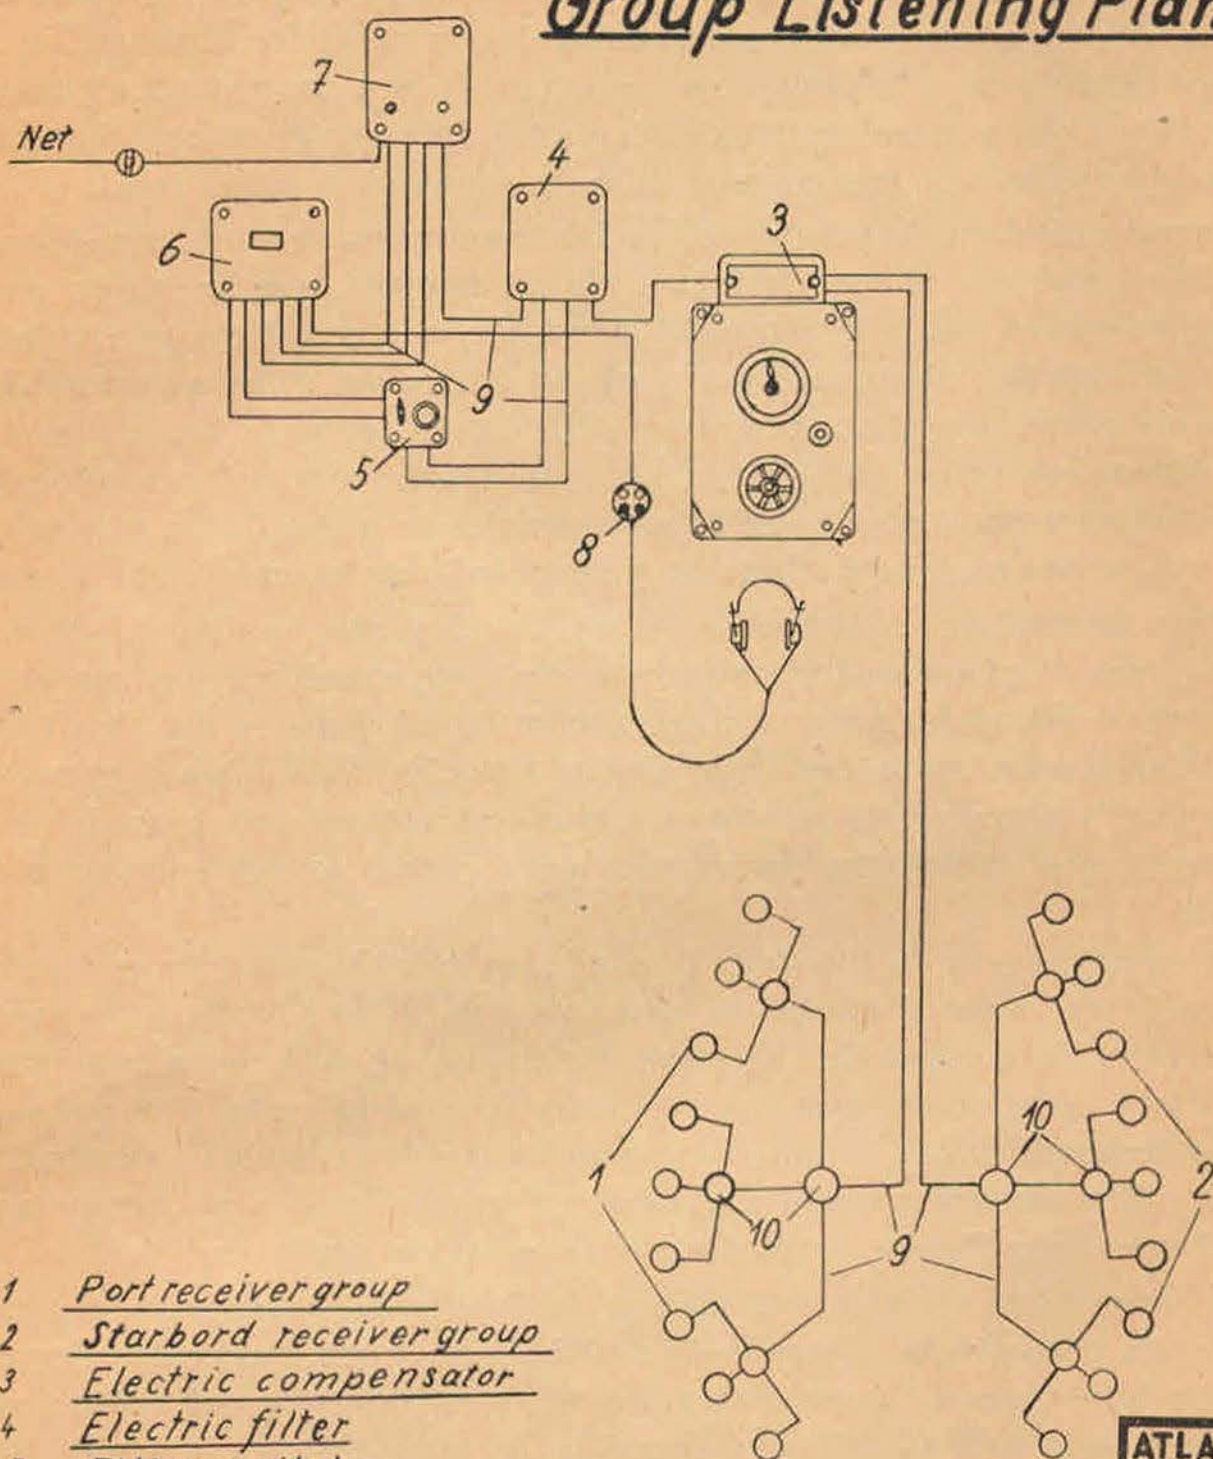 Group Listening Plan
7
Net
4
3
6
9
5
8
10
1
2
10
9
1 Port receiver group
2 Starbord receiver group
3 Electric compensator
4 Electric filter
ATLA